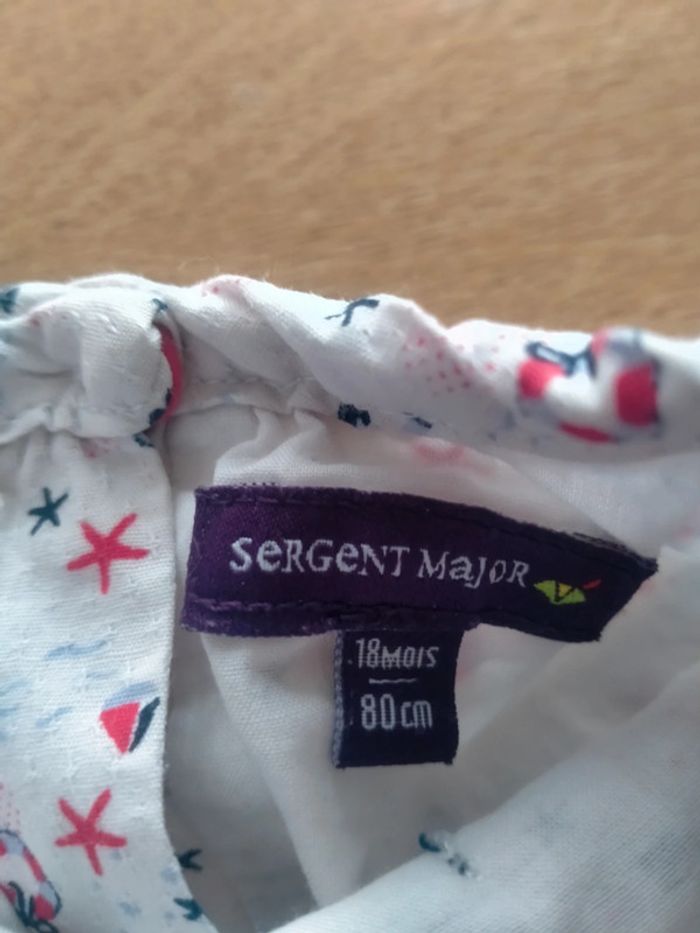 SeRGeNT MaJOR
18MOIS
80cm